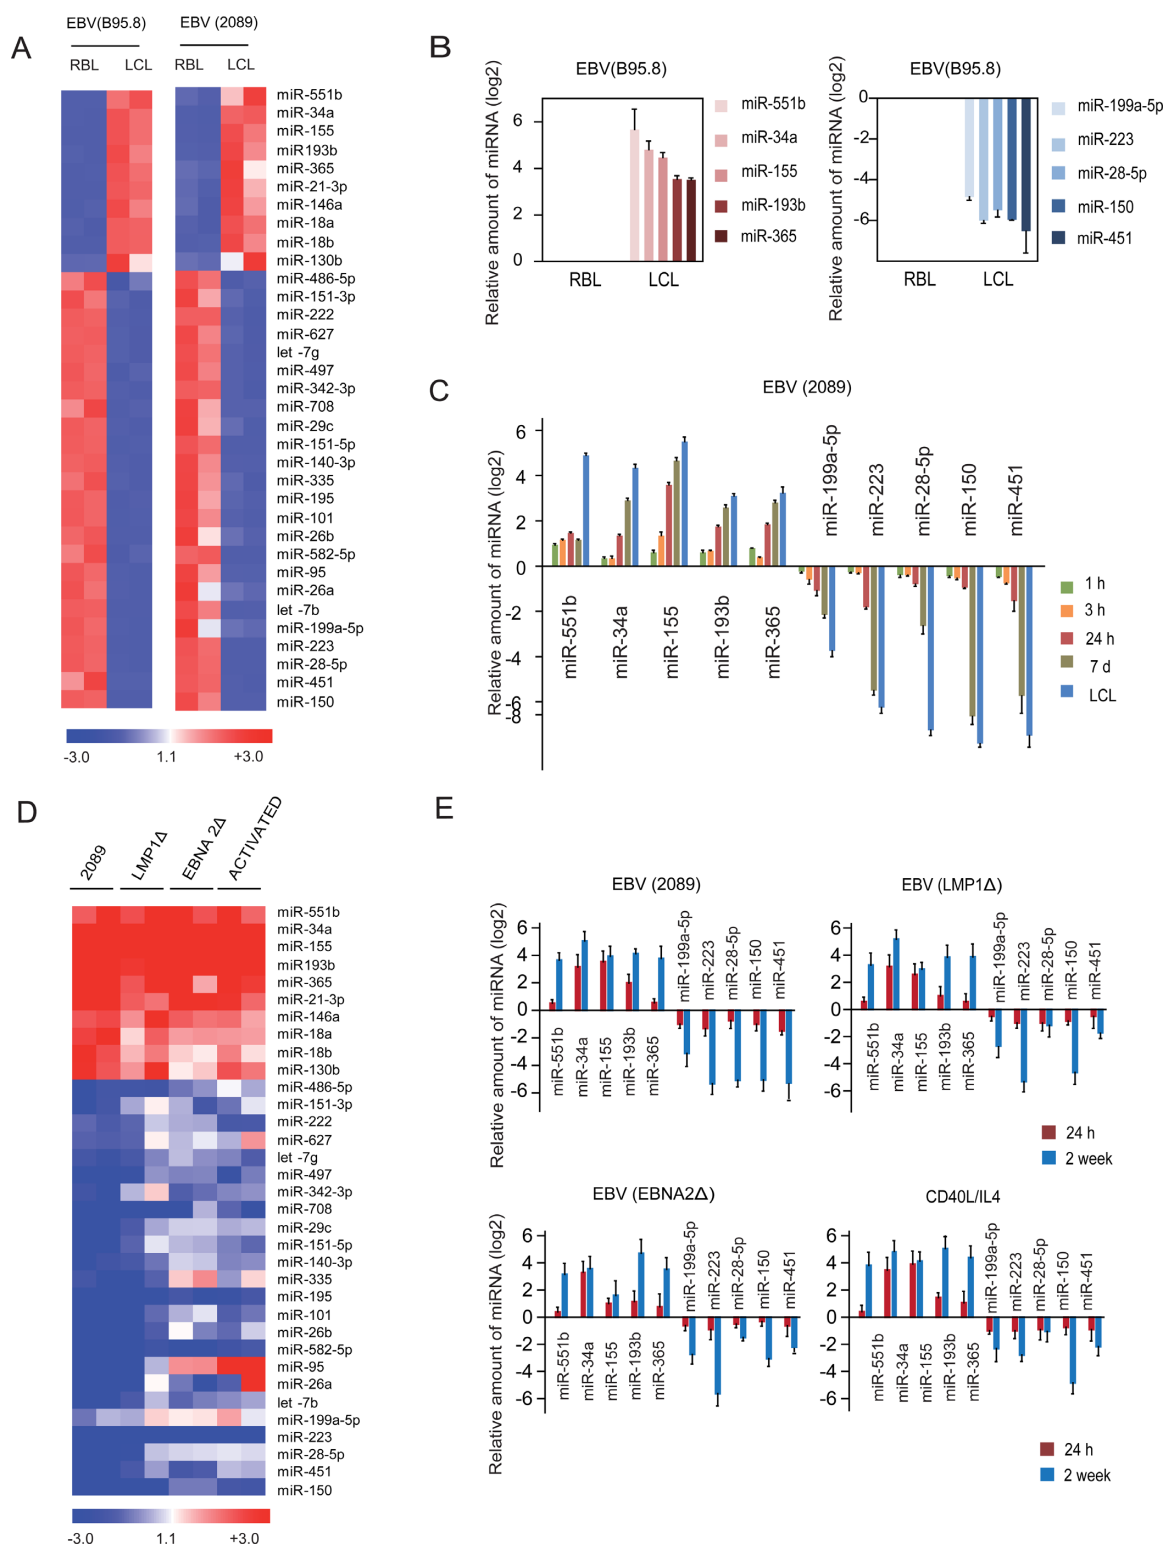 A
EBV(B95.8)
EBV (2089)
RBL
LCL
RBL
LCL
miR-551b
miR-34a
miR-155
miR193b
miR-365
miR-21-3p
miR-146a
miR-18a
miR-18b
miR-130b
miR-486-5p
miR-151-3p
miR-222
miR-627
let -7g
miR-497
miR-342-3p
miR-708
miR-29c
miR-151-5p
miR-140-3p
miR-335
miR-195
miR-101
miR-26b
miR-582-5p
miR-95
miR-26a
let -7b
miR-199a-5p
miR-223
miR-28-5p
miR-451
miR-150
-3.0
1.1
+3.0
B
EBV(B95.8)
Relative amount of miRNA (log2)
6
4
2
0
RBL
LCL
miR-551b
miR-34a
miR-155
miR-193b
miR-365
EBV(B95.8)
Relative amount of miRNA (log2)
0
-2
-4
-6
RBL
LCL
miR-199a-5p
miR-223
miR-28-5p
miR-150
miR-451
C
EBV (2089)
Relative amount of miRNA (log2)
6
4
2
0
-2
-4
-6
-8
miR-551b
miR-34a
miR-155
miR-193b
miR-365
miR-199a-5p
miR-223
miR-28-5p
miR-150
miR-451
1 h
3 h
24 h
7 d
LCL
D
2089
LMP1Δ
EBNA 2Δ
ACTIVATED
miR-551b
miR-34a
miR-155
miR193b
miR-365
miR-21-3p
miR-146a
miR-18a
miR-18b
miR-130b
miR-486-5p
miR-151-3p
miR-222
miR-627
let -7g
miR-497
miR-342-3p
miR-708
miR-29c
miR-151-5p
miR-140-3p
miR-335
miR-195
miR-101
miR-26b
miR-582-5p
miR-95
miR-26a
let -7b
miR-199a-5p
miR-223
miR-28-5p
miR-451
miR-150
-3.0
1.1
+3.0
E
EBV (2089)
Relative amount of miRNA (log2)
6
4
2
0
-2
-4
-6
miR-551b
miR-34a
miR-155
miR-193b
miR-365
miR-199a-5p
miR-223
miR-28-5p
miR-150
miR-451
EBV (LMP1Δ)
6
4
2
0
-2
-4
-6
miR-551b
miR-34a
miR-155
miR-193b
miR-365
miR-199a-5p
miR-223
miR-28-5p
miR-150
miR-451
24 h
2 week
EBV (EBNA2Δ)
Relative amount of miRNA (log2)
6
4
2
0
-2
-4
-6
miR-551b
miR-34a
miR-155
miR-193b
miR-365
miR-199a-5p
miR-223
miR-28-5p
miR-150
miR-451
CD40L/IL4
6
4
2
0
-2
-4
-6
miR-551b
miR-34a
miR-155
miR-193b
miR-365
miR-199a-5p
miR-223
miR-28-5p
miR-150
miR-451
24 h
2 week